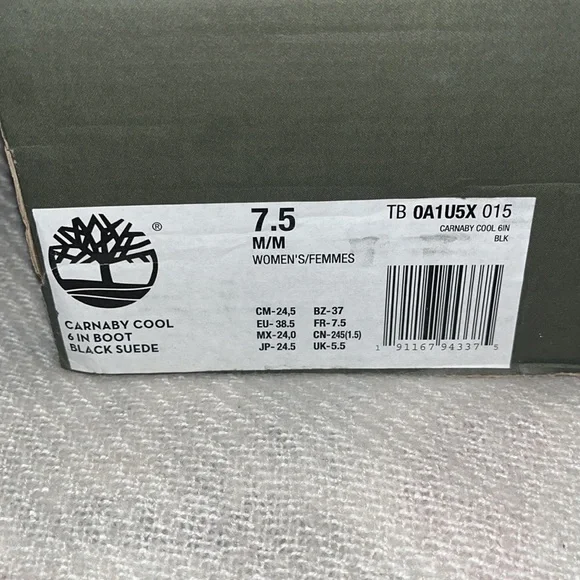 ®
CARNABY COOL
6 IN BOOT
BLACK SUEDE
7.5
M/M
WOMEN'S/FEMMES
CM-24,5 BZ-37
EU-38.5 FR-7.5
MX-24,0 CN-245(1.5)
JP-24.5 UK-5.5
TB 0A1U5X 015
CARNABY COOL 6IN
BLK
1 91167 94337 5